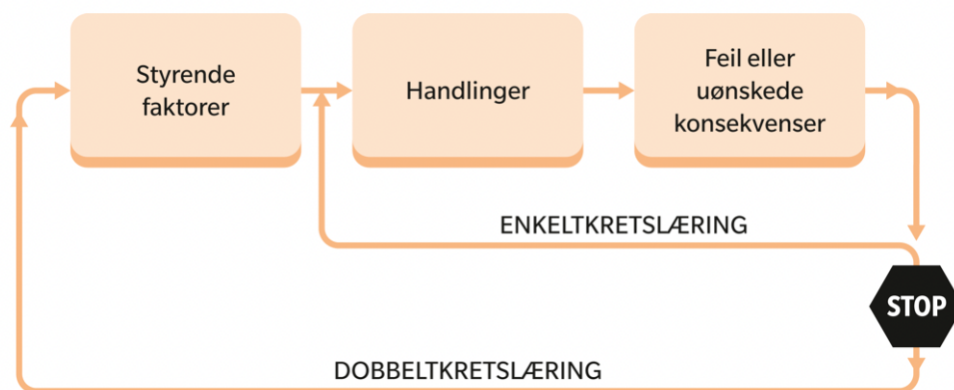 Styrende
faktorer
Handlinger
Feil eller
uønskede
konsekvenser
ENKELTKRETSLÆRING
STOP
DOBBELTKRETSLÆRING